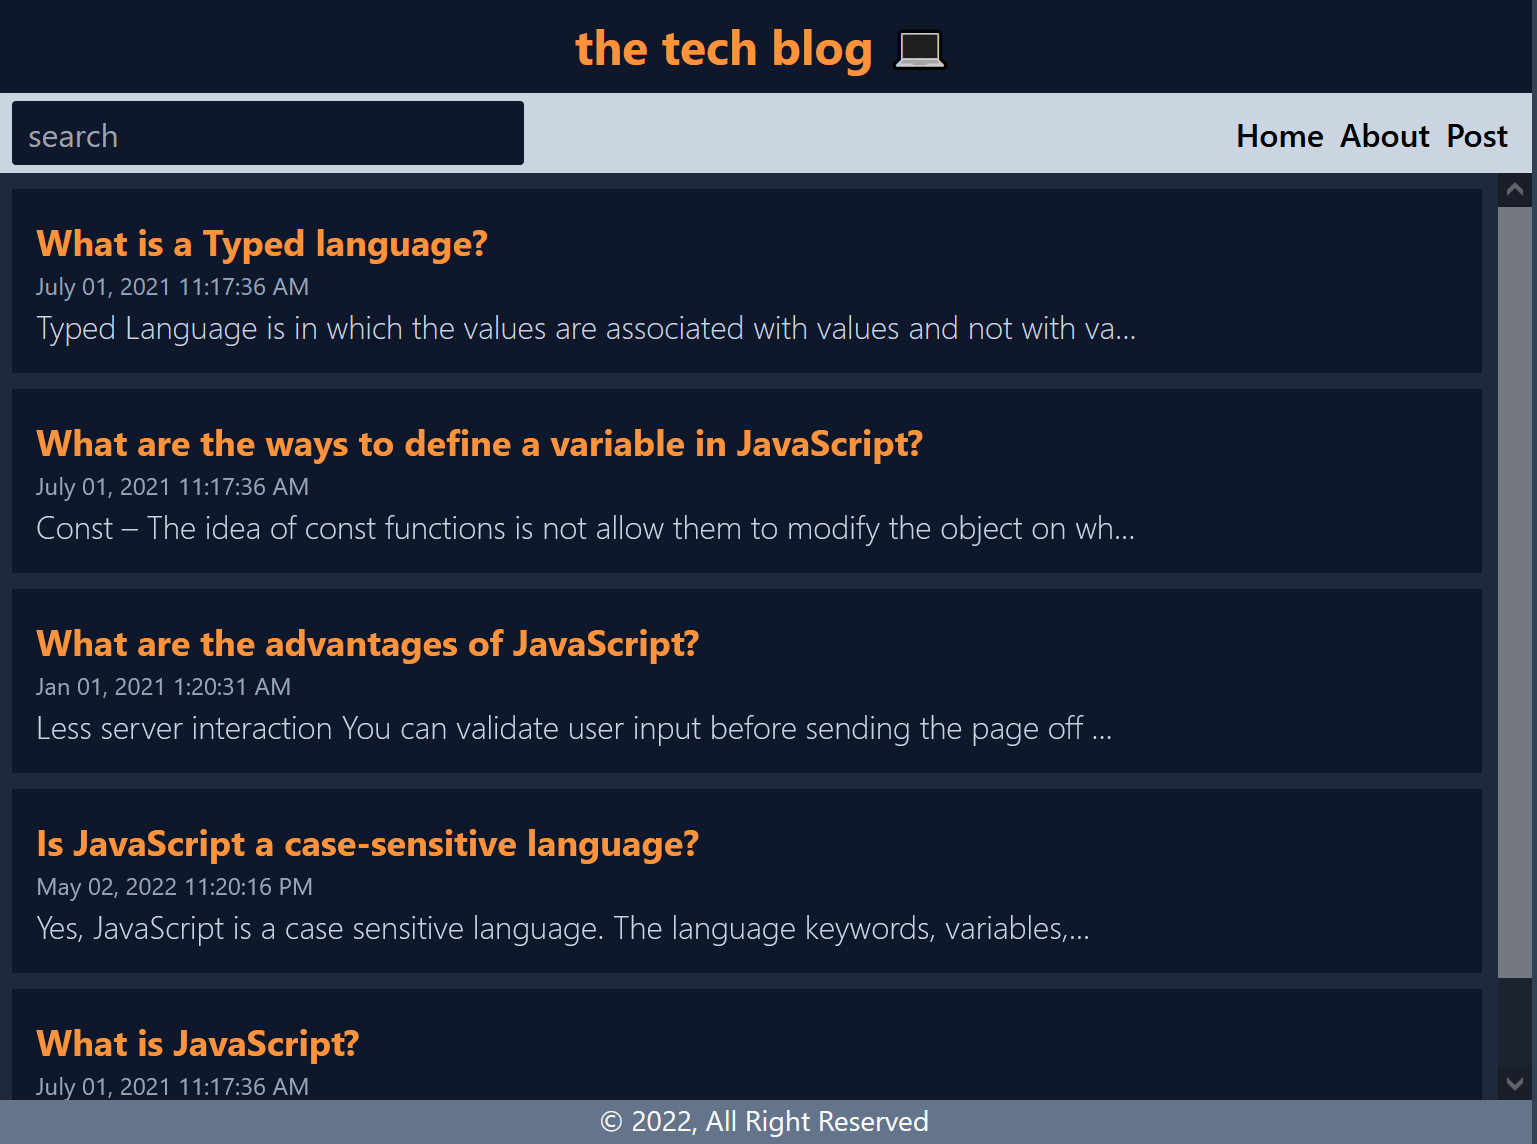 the tech blog
search
Home About Post
What is a Typed language?
July 01, 2021 11:17:36 AM
Typed Language is in which the values are associated with values and not with va...
What are the ways to define a variable in JavaScript?
July 01, 2021 11:17:36 AM
Const – The idea of const functions is not allow them to modify the object on wh...
What are the advantages of JavaScript?
Jan 01, 2021 1:20:31 AM
Less server interaction You can validate user input before sending the page off ...
Is JavaScript a case-sensitive language?
May 02, 2022 11:20:16 PM
Yes, JavaScript is a case sensitive language. The language keywords, variables,...
What is JavaScript?
July 01, 2021 11:17:36 AM
© 2022, All Right Reserved